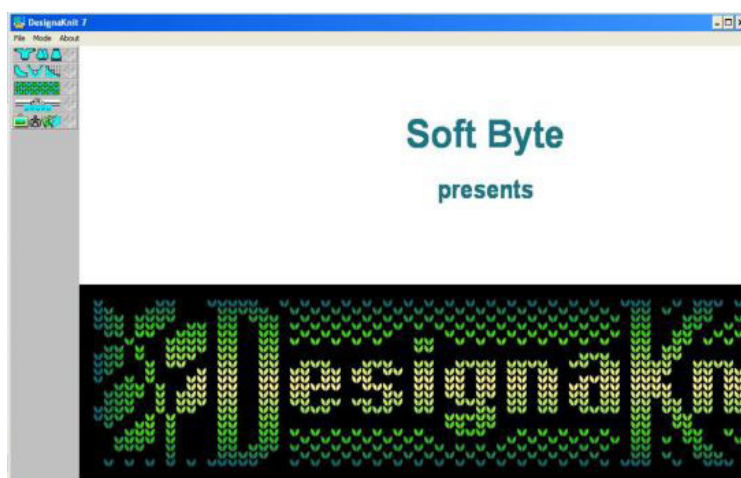 DesignaKnit 7
File Mode About
Soft Byte
presents
DesignaKn